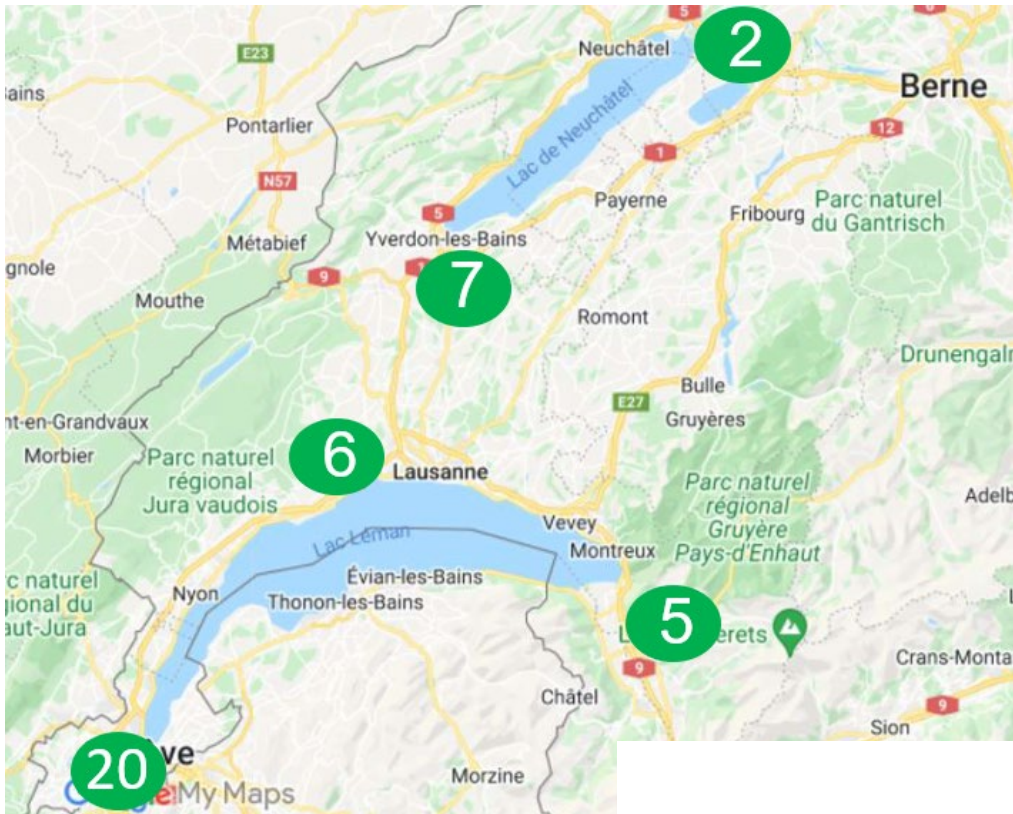 5
Neuchâtel
2
E23
Berne
Pontarlier
12
Lac de Neuchâtel
1
N57
Payerne
Parc naturel
du Gantrisch
Fribourg
5
Métabief
Yverdon-les-Bains
9
7
Mouthe
Romont
Drunengalm
Bulle
E27
Gruyères
nt-en-Grandvaux
Morbier
6
Parc naturel
régional
Jura vaudois
Lausanne
Parc naturel
régional
Gruyère
Pays-d'Enhaut
Vevey
Lac Léman
Montreux
Évian-les-Bains
Nyon
Thonon-les-Bains
c naturel
gional du
aut-Jura
5
erets
Crans-Monta
9
Châtel
9
Sion
20
ve
Morzine
My Maps